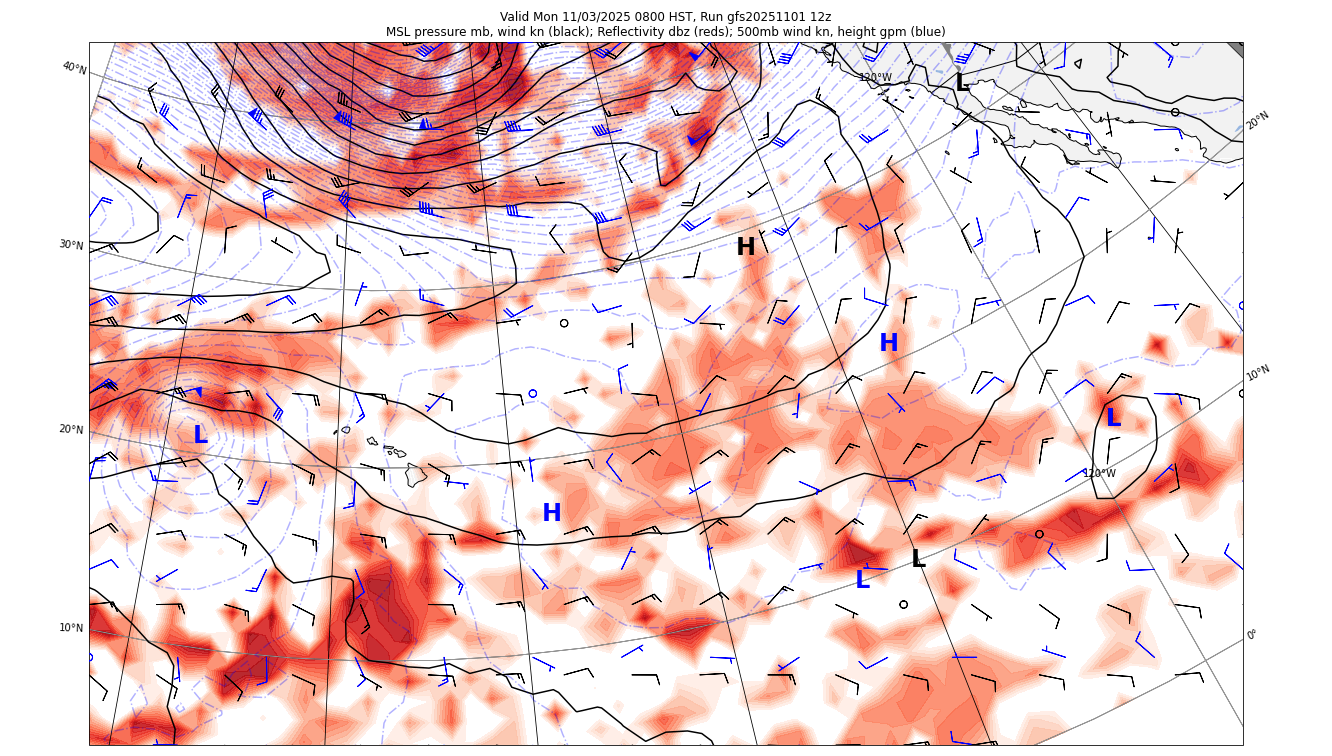 Valid Mon 11/03/2025 0800 HST, Run gfs20251101 12z
MSL pressure mb, wind kn (black); Reflectivity dbz (reds); 500mb wind kn, height gpm (blue)
40°N
120°W
L
20°N
30°N
H
H
10°N
20°N
L
L
120°W
H
L
L
10°N
0°